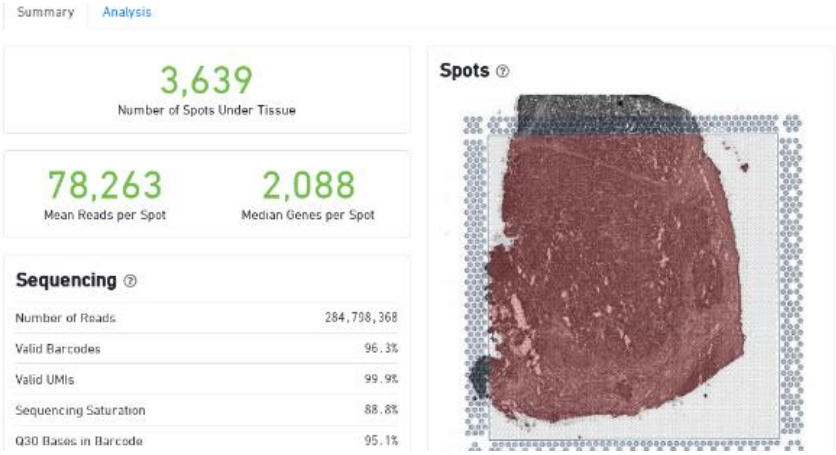 Summary Analysis
3,639
Number of Spots Under Tissue
78,263 2,088
Mean Reads per Spot Median Genes per Spot
Sequencing ?
Number of Reads 284,798,368
Valid Barcodes 96.3%
Valid UMIs 99.9%
Sequencing Saturation 88.8%
Q30 Bases in Barcode 95.1%
Spots ?